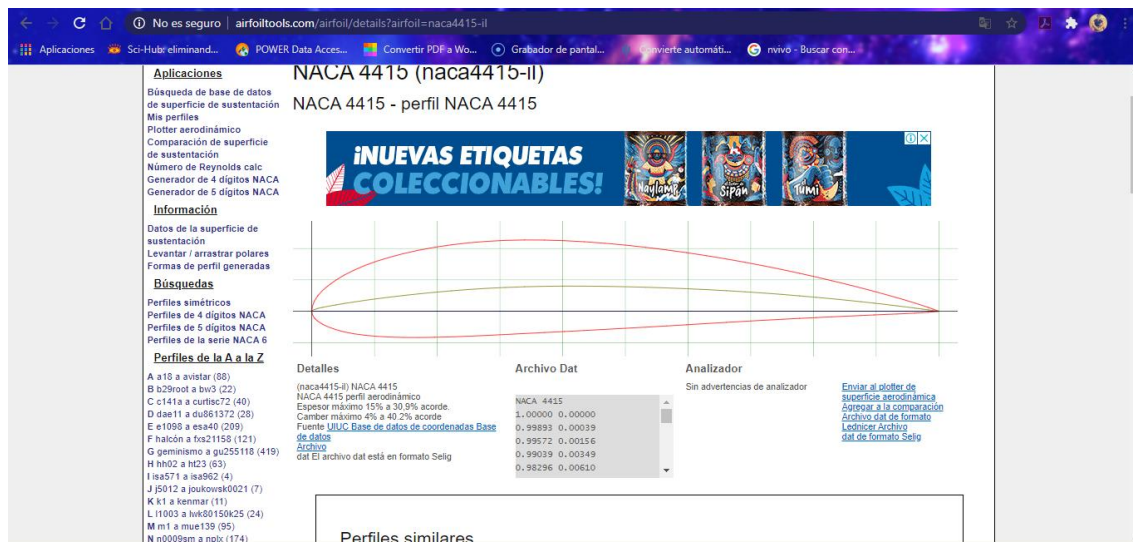 No es seguro | airfoiltools.com/airfoil/details?airfoil=naca4415-il
Aplicaciones
Sci-Hub: eliminand...
POWER Data Acces...
Convertir PDF a Wo...
Grabador de pantal...
Convierte automáti...
nvivo - Buscar con...
Aplicaciones
Búsqueda de base de datos
de superficie de sustentación
Mis perfiles
Plotter aerodinámico
Comparación de superficie
de sustentación
Número de Reynolds calc
Generador de 4 dígitos NACA
Generador de 5 dígitos NACA
Información
Datos de la superficie de
sustentación
Levantar / arrastrar polares
Formas de perfil generadas
Búsquedas
Perfiles simétricos
Perfiles de 4 dígitos NACA
Perfiles de 5 dígitos NACA
Perfiles de la serie NACA 6
Perfiles de la A a la Z
A a18 a avistar (88)
B b29root a bw3 (22)
C c141a a curtisc72 (40)
D dae11 a du861372 (28)
E e1098 a esa40 (209)
F halcón a fxs21158 (121)
G geminismo a gu255118 (419)
H hh02 a ht23 (63)
I isa571 a isa962 (4)
J j5012 a joukowsk0021 (7)
K k1 a kenmar (11)
L l1003 a lwk80150k25 (24)
M m1 a mue139 (95)
N n0009sm a nplx (174)
NACA 4415 (naca4415-il)
NACA 4415 - perfil NACA 4415
¡NUEVAS ETIQUETAS
COLECCIONABLES!
Naylamp
Sipán
Tumi
Detalles
(naca4415-il) NACA 4415
NACA 4415 perfil aerodinámico
Espesor máximo 15% a 30,9% acorde.
Camber máximo 4% a 40.2% acorde
Fuente UIUC Base de datos de coordenadas Base
de datos
Archivo
dat El archivo dat está en formato Selig
Archivo Dat
NACA 4415
1.00000 0.00000
0.99893 0.00039
0.99572 0.00156
0.99039 0.00349
0.98296 0.00610
Analizador
Sin advertencias de analizador
Enviar al plotter de
superficie aerodinámica
Agregar a la comparación
Archivo dat de formato
Lednicer Archivo
dat de formato Selig
Perfiles similares